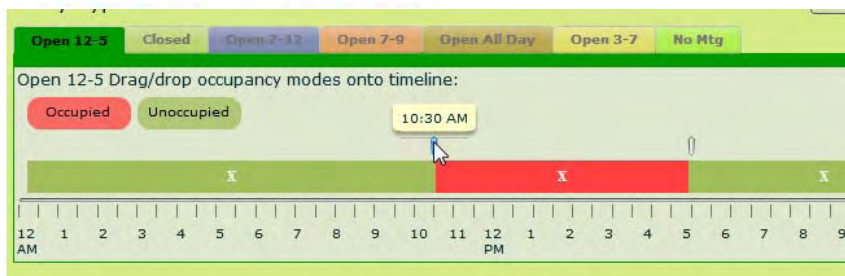 Open 12-5 Closed Open 7-12 Open 7-9 Open All Day Open 3-7 No Mtg
Open 12-5 Drag/drop occupancy modes onto timeline:
Occupied Unoccupied
10:30 AM
X X X
12 1 2 3 4 5 6 7 8 9 10 11 12 1 2 3 4 5 6 7 8 9
AM PM